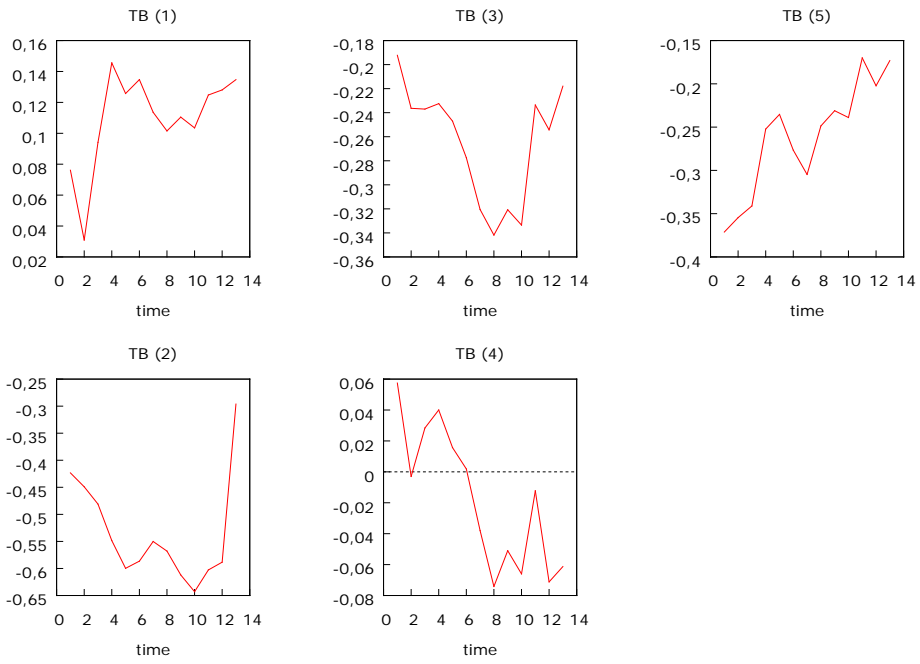 TB (1)
0,16
0,14
0,12
0,1
0,08
0,06
0,04
0,02
0 2 4 6 8 10 12 14
time
TB (3)
-0,18
-0,2
-0,22
-0,24
-0,26
-0,28
-0,3
-0,32
-0,34
-0,36
0 2 4 6 8 10 12 14
time
TB (5)
-0,15
-0,2
-0,25
-0,3
-0,35
-0,4
0 2 4 6 8 10 12 14
time
TB (2)
-0,25
-0,3
-0,35
-0,4
-0,45
-0,5
-0,55
-0,6
-0,65
0 2 4 6 8 10 12 14
time
TB (4)
0,06
0,04
0,02
0
-0,02
-0,04
-0,06
-0,08
0 2 4 6 8 10 12 14
time